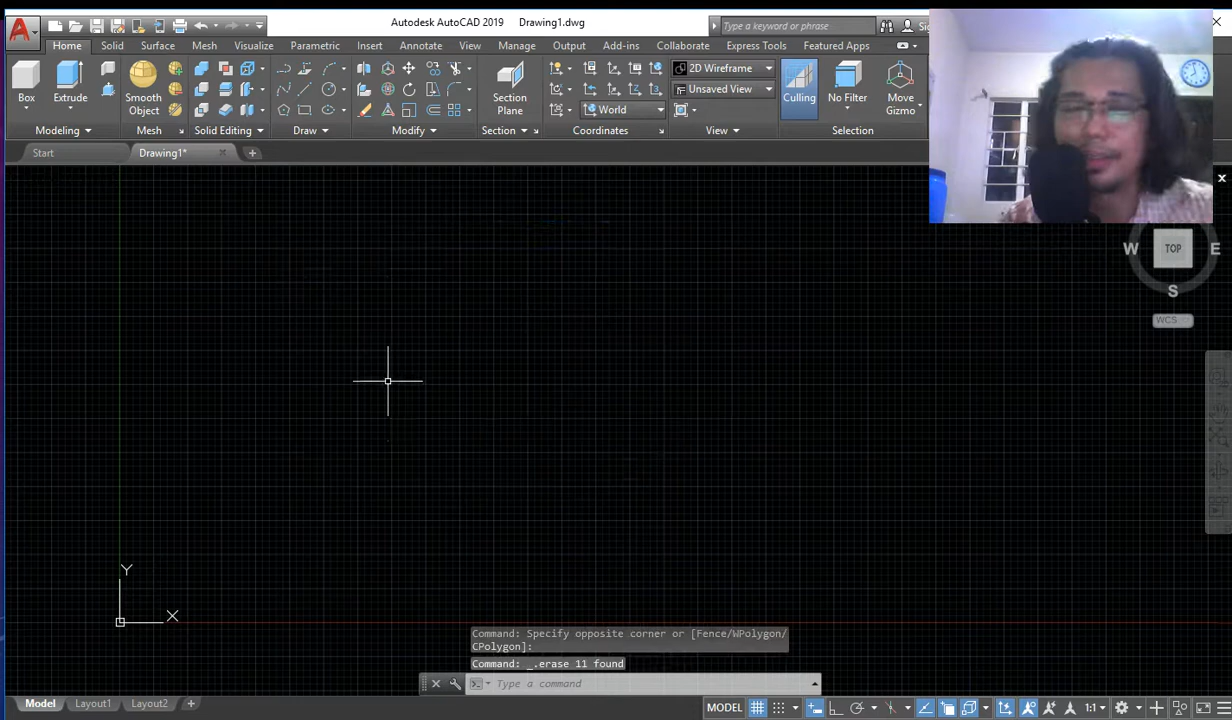 Autodesk AutoCAD 2019 Drawing1.dwg
Type a keyword or phrase
Home Solid Surface Mesh Visualize Parametric Insert Annotate View Manage Output Add-ins Collaborate Express Tools Featured Apps
2D Wireframe
Unsaved View
World
Box Extrude Smooth Object Section Plane Culling No Filter Move Gizmo
Modeling Mesh Solid Editing Draw Modify Section Coordinates View Selection
Start Drawing1*
W TOP E
S
WCS
Y
X
Command: Specify opposite corner or [Fence/WPolygon/
CPolygon]:
Command: _.erase 11 found
Type a command
Model Layout1 Layout2
MODEL 1:1